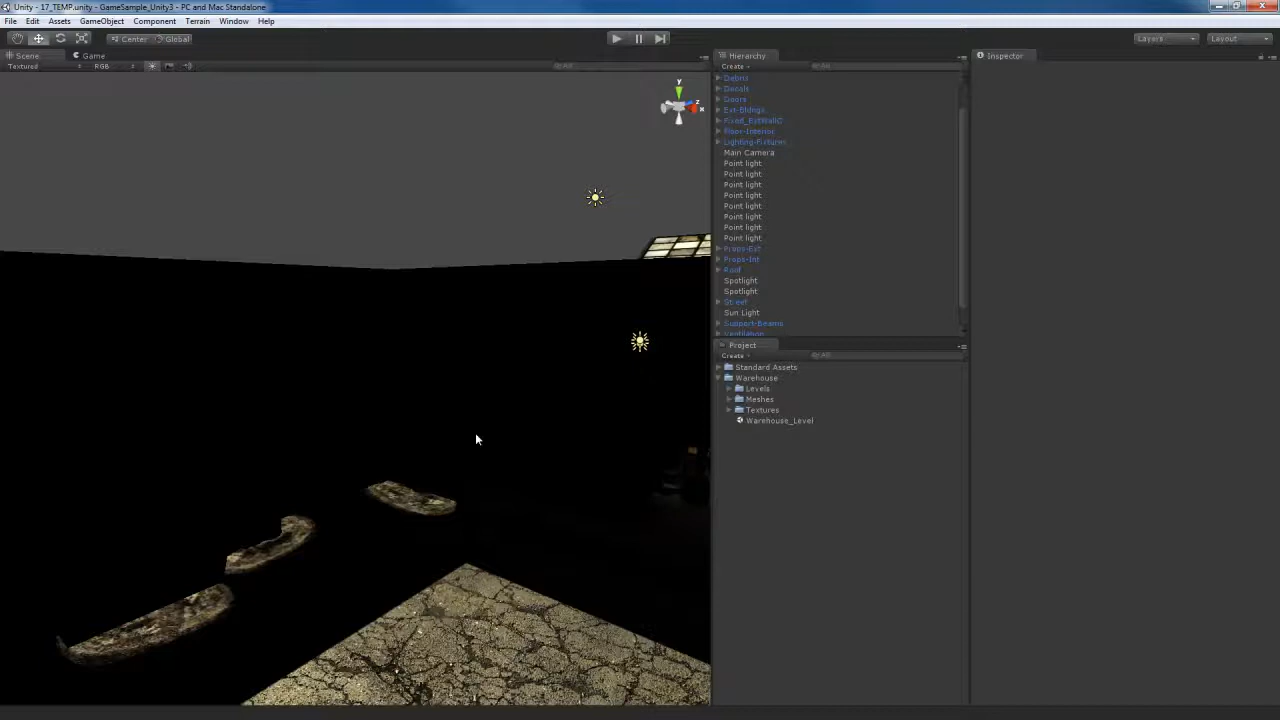 Unity - 17_TEMP.unity - GameSample_Unity3 - PC and Mac Standalone
File Edit Assets GameObject Component Terrain Window Help
Center Global Layers Layout
Scene Game
Textured RGB All
y
z
x
Hierarchy
Create All
Debris
Decals
Doors
Ext-Bldngs
Fixed_ExtWallC
Floor-Interior
Lighting-Fixtures
Main Camera
Point light
Point light
Point light
Point light
Point light
Point light
Point light
Point light
Props-Ext
Props-Int
Roof
Spotlight
Spotlight
Street
Sun Light
Support-Beams
Ventilation
Project
Create All
Standard Assets
Warehouse
Levels
Meshes
Textures
Warehouse_Level
Inspector